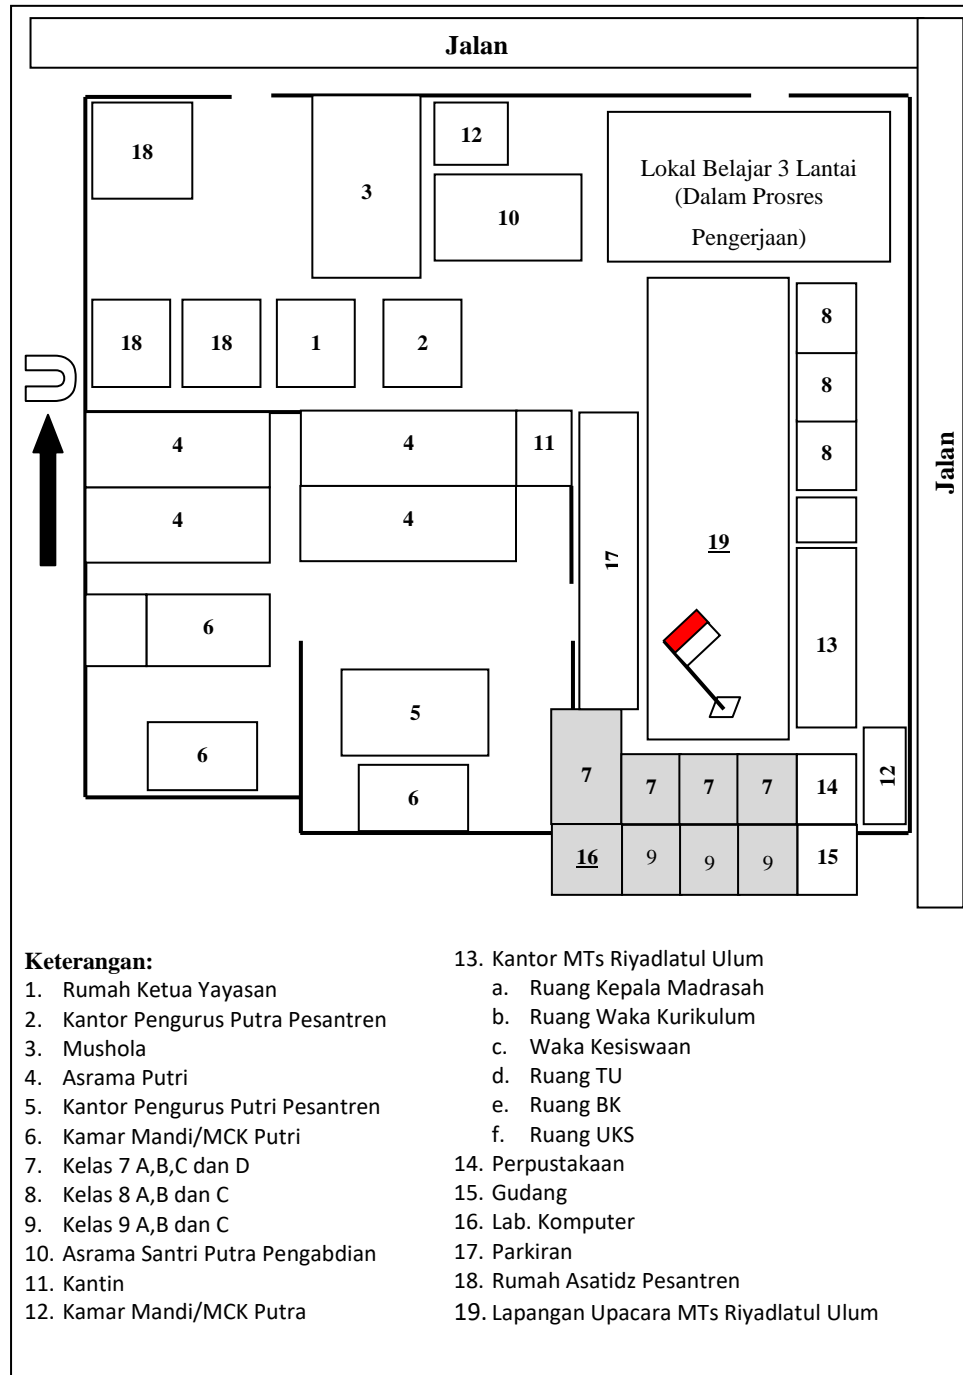 Jalan
18
12
3
Lokal Belajar 3 Lantai
(Dalam Prosres
Pengerjaan)
10
8
18
18
1
2
8
U
8
4
4
11
Jalan
4
4
17
19
6
13
5
6
7
7
7
7
14
12
6
16
9
9
9
15
Keterangan:
1. Rumah Ketua Yayasan
2. Kantor Pengurus Putra Pesantren
3. Mushola
4. Asrama Putri
5. Kantor Pengurus Putri Pesantren
6. Kamar Mandi/MCK Putri
7. Kelas 7 A,B,C dan D
8. Kelas 8 A,B dan C
9. Kelas 9 A,B dan C
10. Asrama Santri Putra Pengabdian
11. Kantin
12. Kamar Mandi/MCK Putra
13. Kantor MTs Riyadlatul Ulum
a. Ruang Kepala Madrasah
b. Ruang Waka Kurikulum
c. Waka Kesiswaan
d. Ruang TU
e. Ruang BK
f. Ruang UKS
14. Perpustakaan
15. Gudang
16. Lab. Komputer
17. Parkiran
18. Rumah Asatidz Pesantren
19. Lapangan Upacara MTs Riyadlatul Ulum